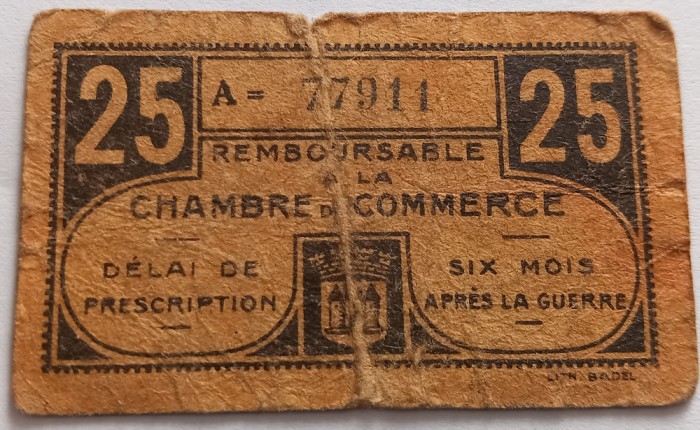 25 A = 77911 25
REMBOURSABLE
A LA
CHAMBRE DE COMMERCE
DÉLAI DE
PRESCRIPTION
SIX MOIS
APRÈS LA GUERRE
LITH. BADEL